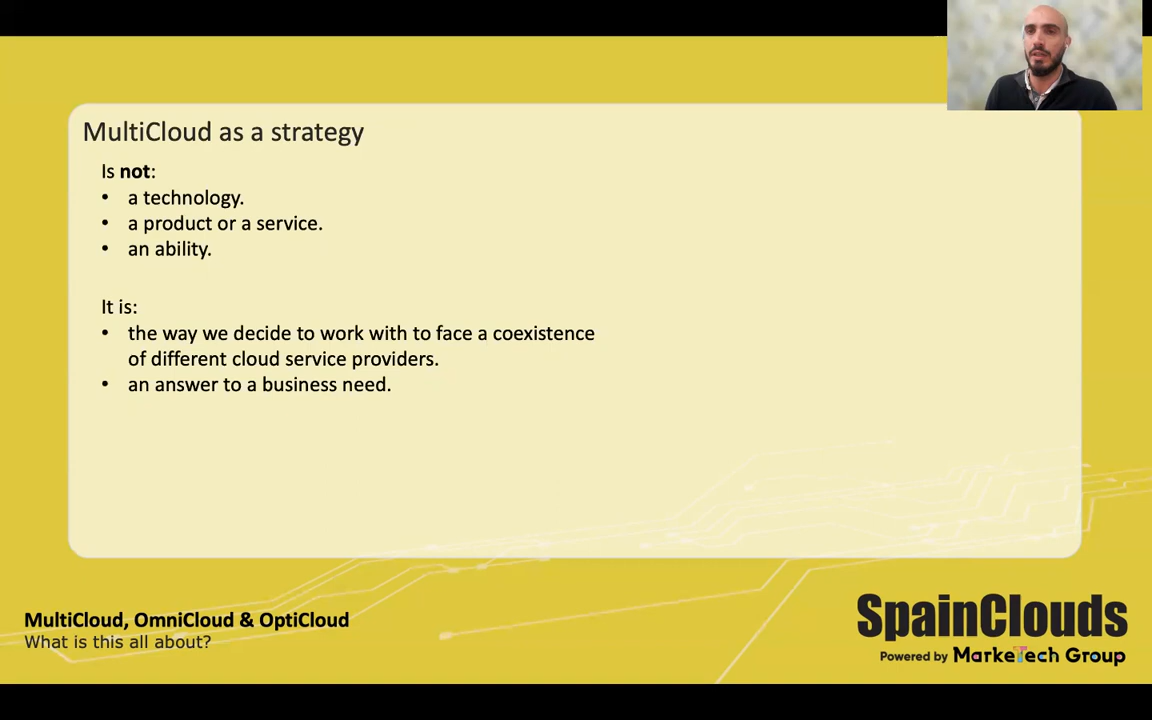 MultiCloud as a strategy
Is not:
• a technology.
• a product or a service.
• an ability.
It is:
• the way we decide to work with to face a coexistence
of different cloud service providers.
• an answer to a business need.
MultiCloud, OmniCloud & OptiCloud
What is this all about?
SpainClouds
Powered by MarkeTech Group